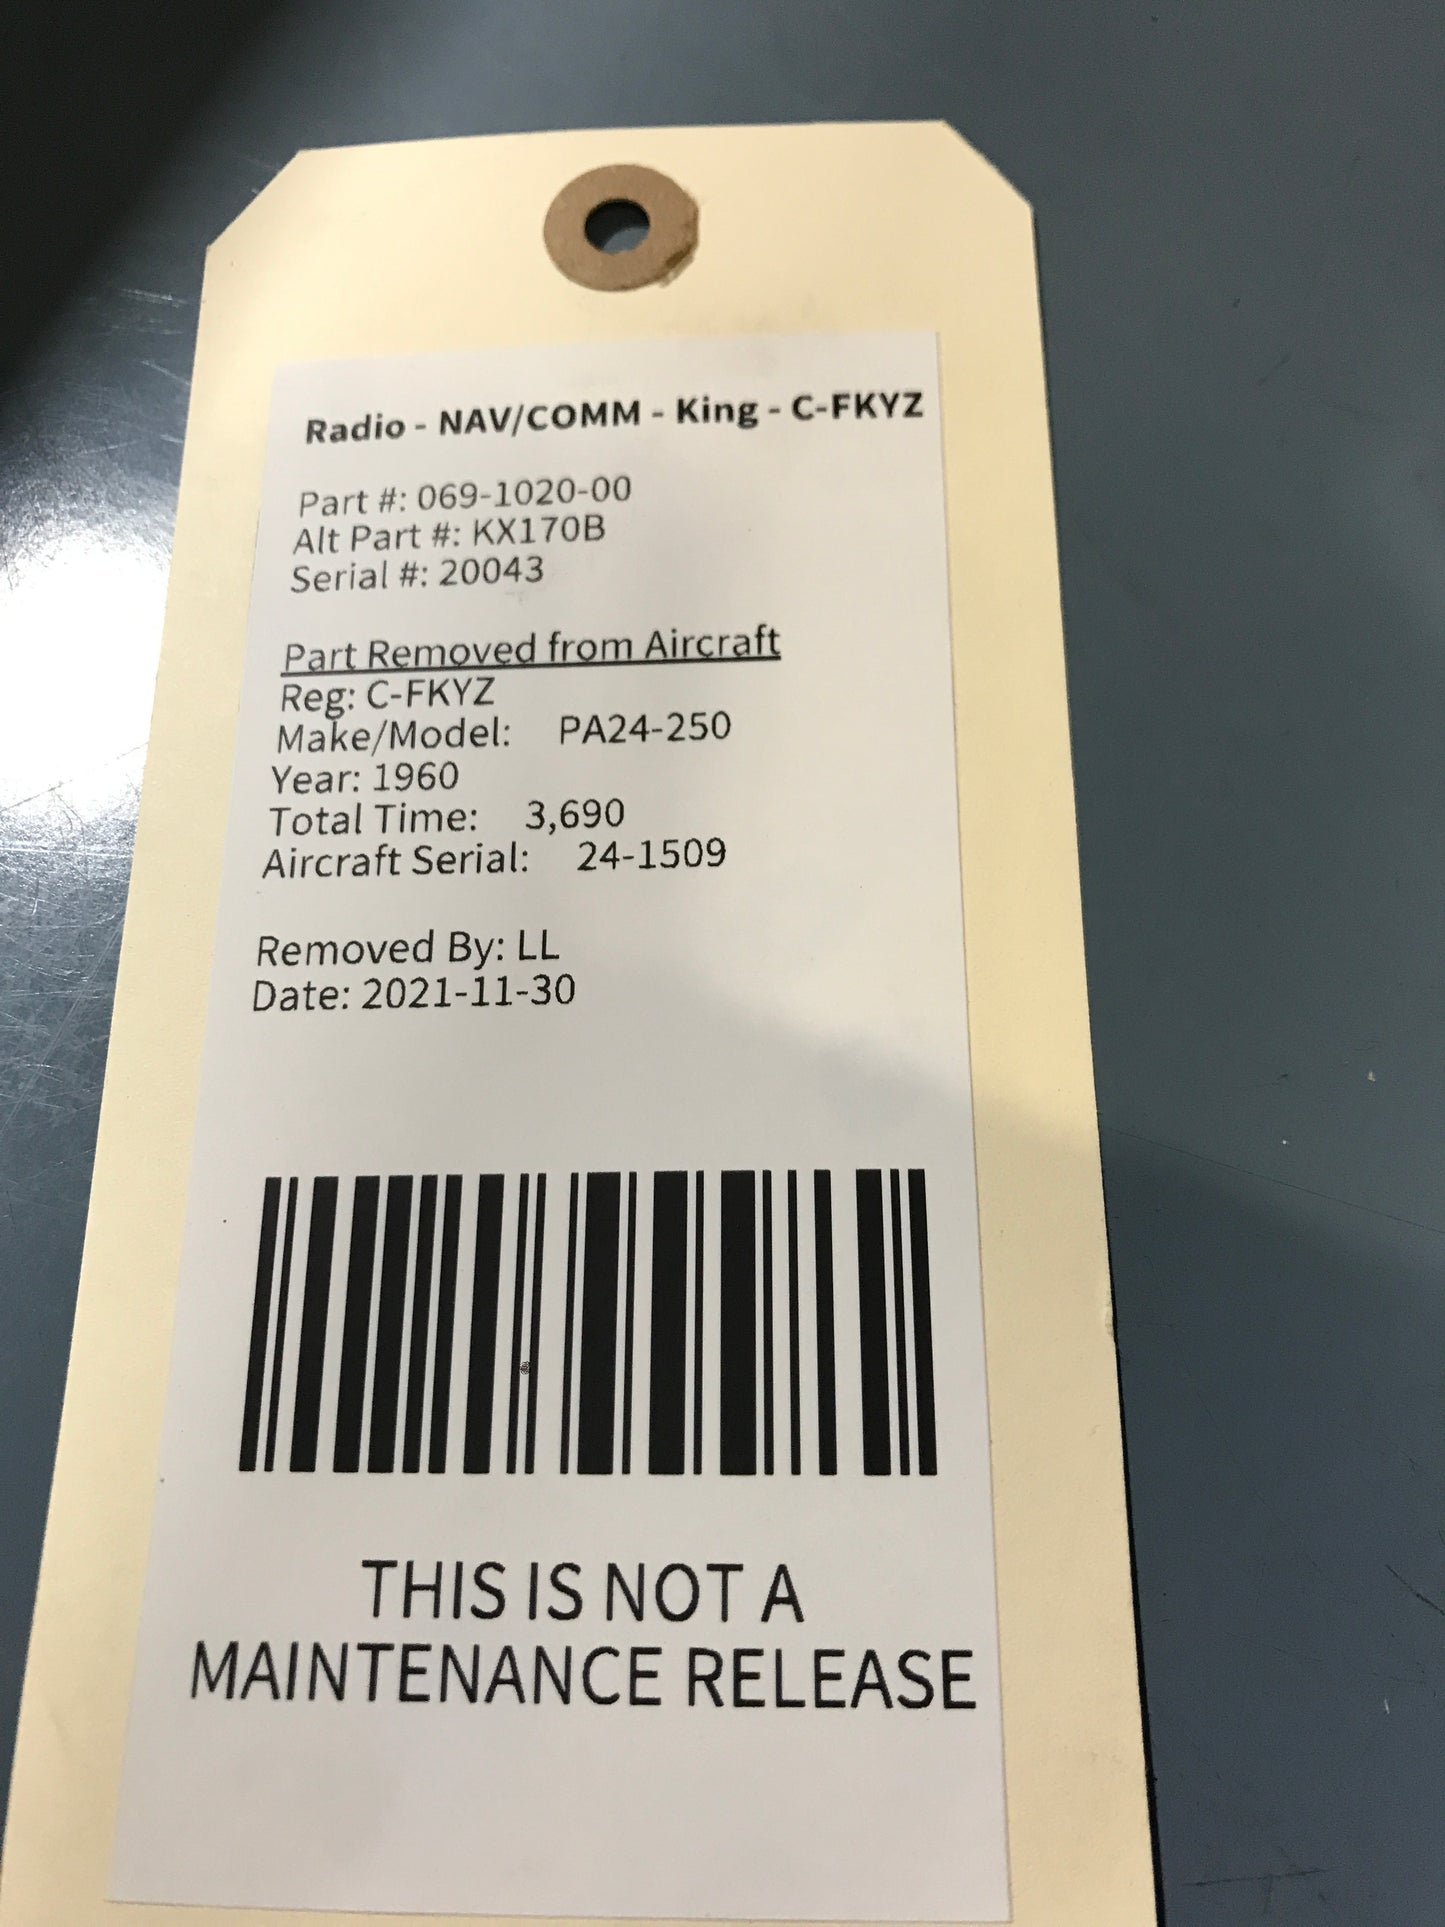 Radio - NAV/COMM - King - C-FKYZ
Part #: 069-1020-00
Alt Part #: KX170B
Serial #: 20043
Part Removed from Aircraft
Reg: C-FKYZ
Make/Model: PA24-250
Year: 1960
Total Time: 3,690
Aircraft Serial: 24-1509
Removed By: LL
Date: 2021-11-30
THIS IS NOT A
MAINTENANCE RELEASE